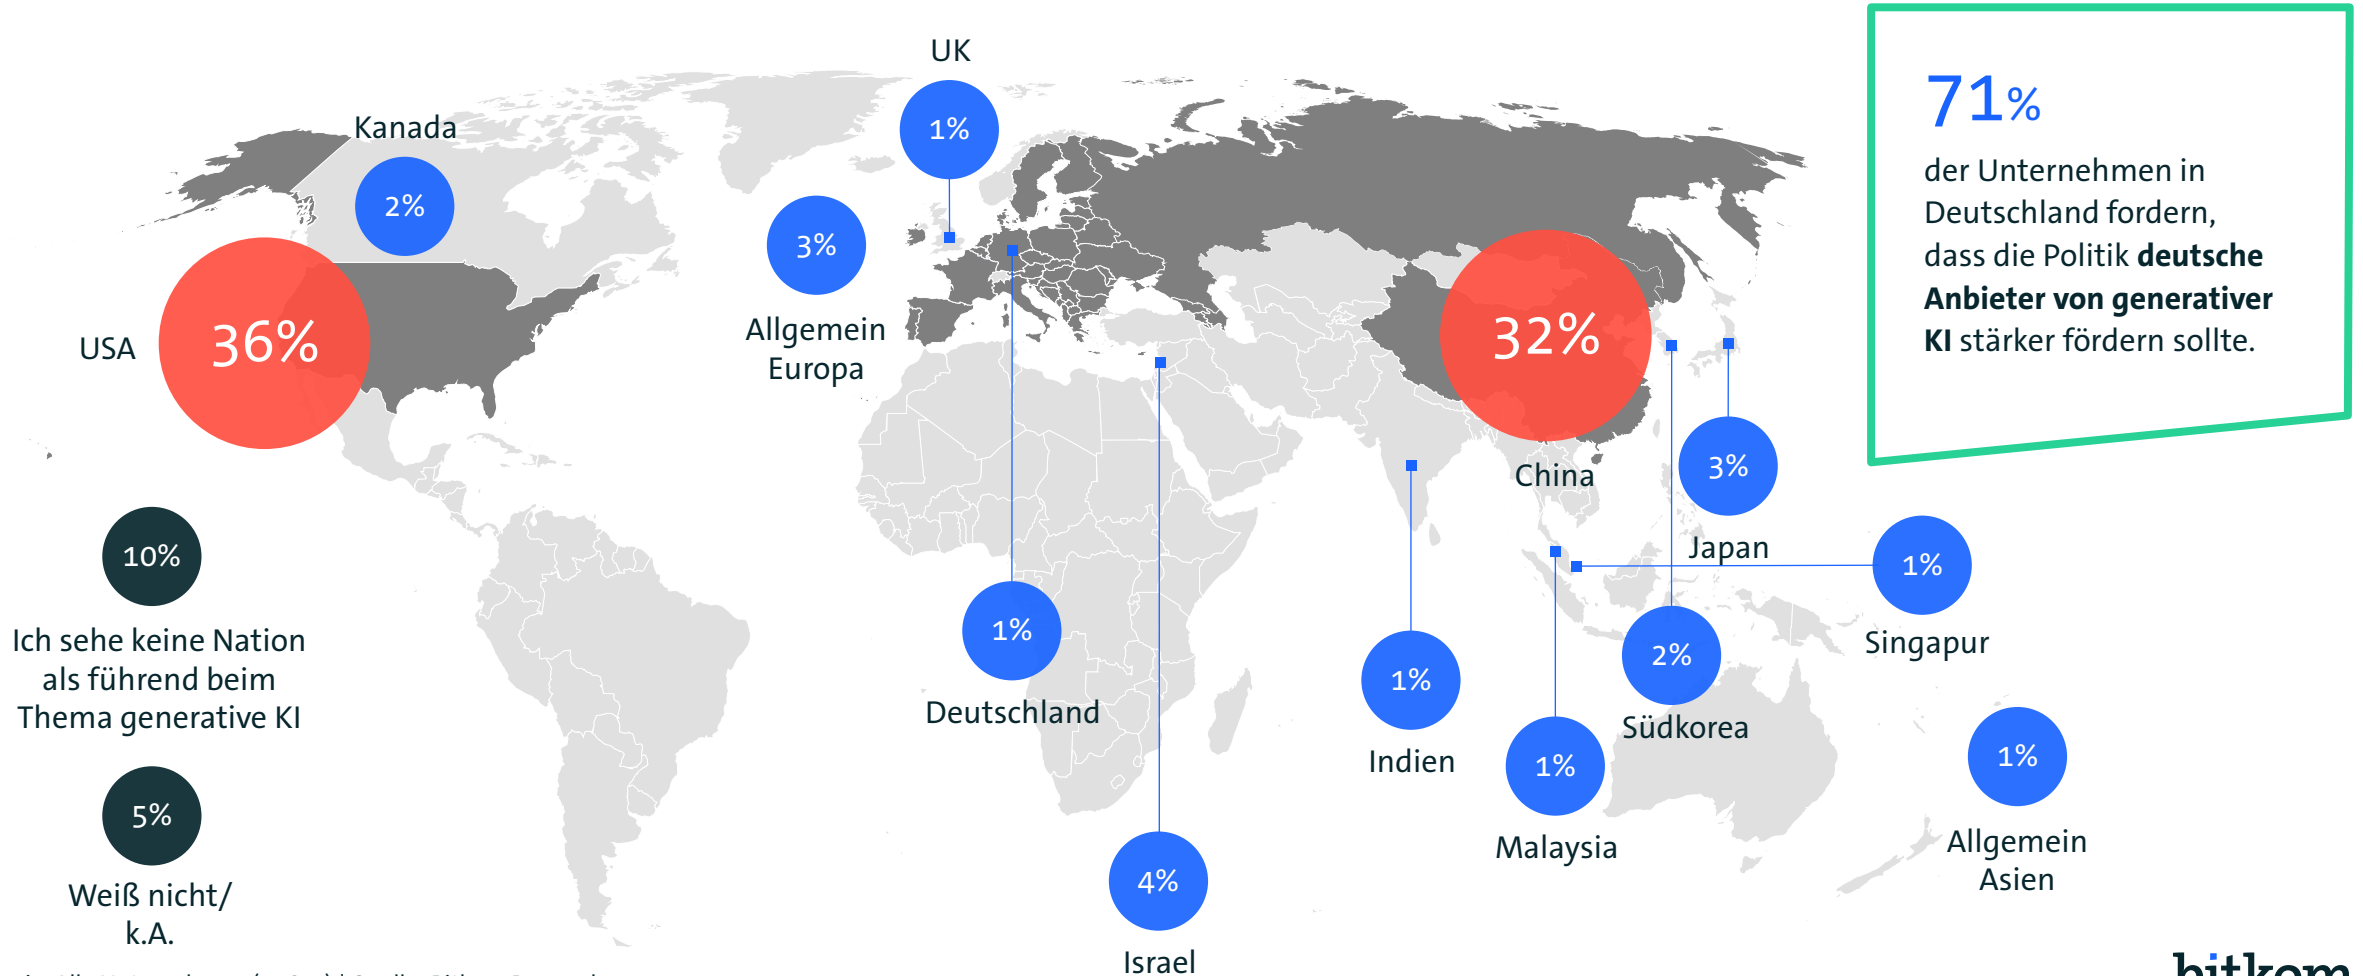 UK
1%
Kanada
2%
3%
Allgemein
Europa
USA
36%
32%
China
3%
Japan
1%
Singapur
10%
Ich sehe keine Nation
als führend beim
Thema generative KI
5%
Weiß nicht/
k.A.
1%
Deutschland
4%
Israel
1%
Indien
1%
Malaysia
2%
Südkorea
1%
Allgemein
Asien
71%
der Unternehmen in
Deutschland fordern,
dass die Politik deutsche
Anbieter von generativer
KI stärker fördern sollte.
bitkom